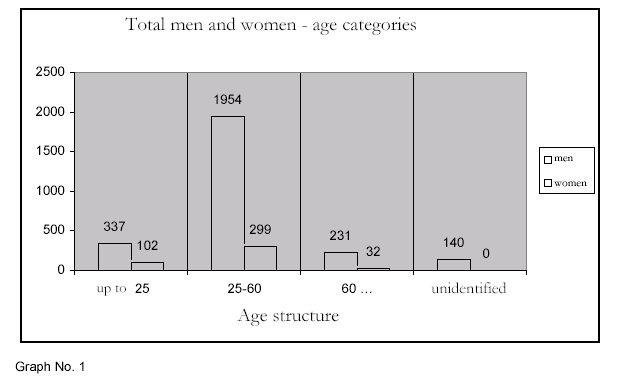 Total men and women - age categories
2500
2000
1500
1000
500
0
337
102
1954
299
231
32
140
0
up to 25
25-60
60 ...
unidentified
Age structure
men
women
Graph No. 1